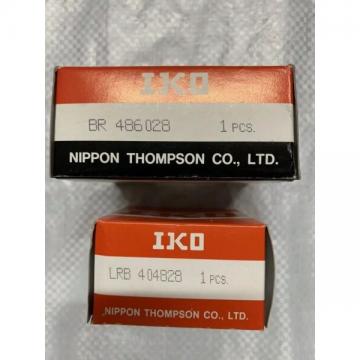 IKO
BR 486028 1 PCS.
NIPPON THOMPSON CO., LTD.
IKO
LRB 404828 1 PCS.
NIPPON THOMPSON CO., LTD.